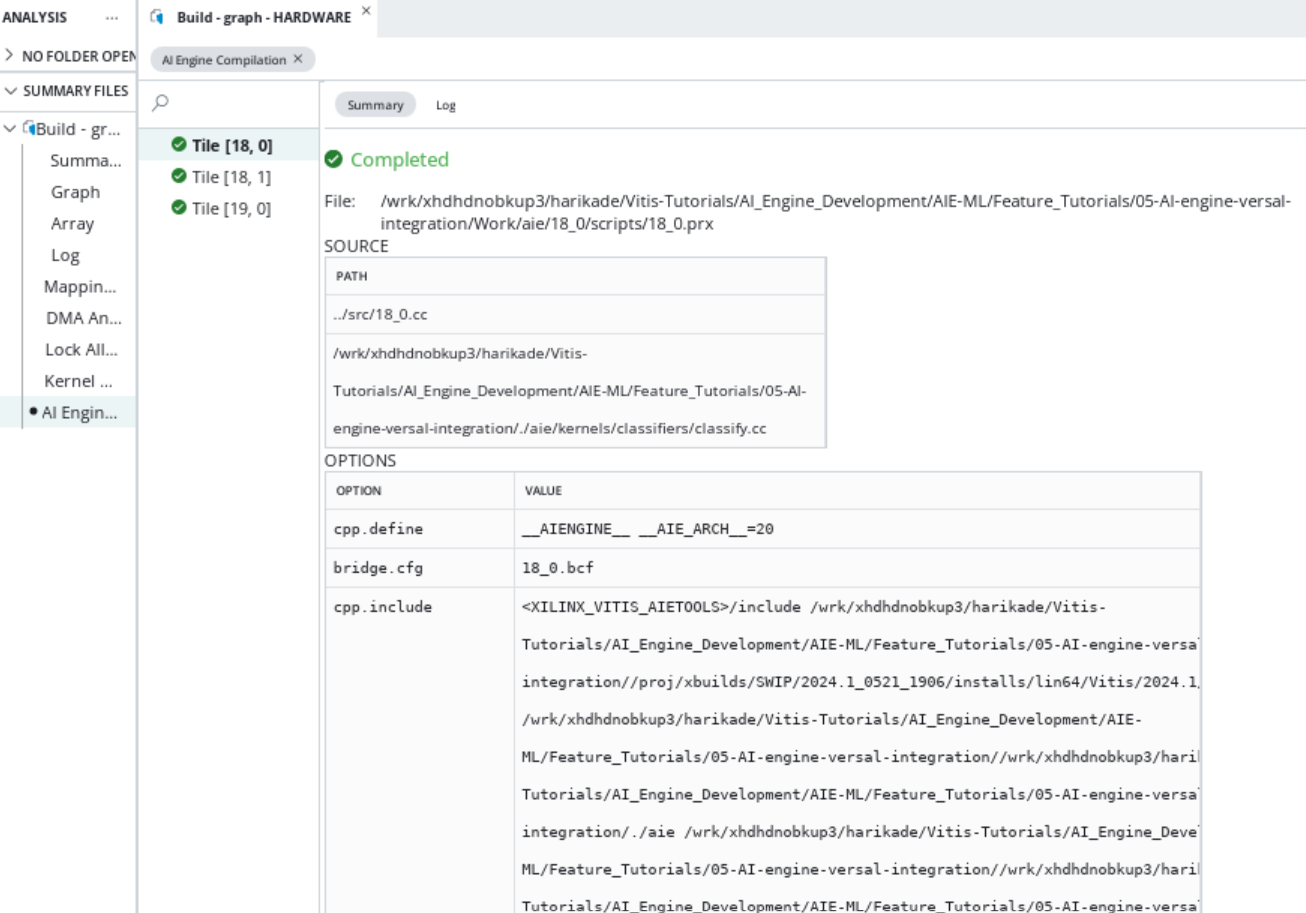 ANALYSIS ...
Build - graph - HARDWARE
NO FOLDER OPEN
AI Engine Compilation
SUMMARY FILES
Build - gr...
Summa...
Graph
Array
Log
Mappin...
DMA An...
Lock All...
Kernel ...
AI Engin...
Tile [18, 0]
Tile [18, 1]
Tile [19, 0]
Summary Log
Completed
File: /wrk/xhdhdnobkup3/harikade/Vitis-Tutorials/AI_Engine_Development/AIE-ML/Feature_Tutorials/05-AI-engine-versal-
integration/Work/aie/18_0/scripts/18_0.prx
SOURCE
PATH
../src/18_0.cc
/wrk/xhdhdnobkup3/harikade/Vitis-
Tutorials/AI_Engine_Development/AIE-ML/Feature_Tutorials/05-AI-
engine-versal-integration/./aie/kernels/classifiers/classify.cc
OPTIONS
OPTION VALUE
cpp.define __AIENGINE__ __AIE_ARCH__=20
bridge.cfg 18_0.bcf
cpp.include <XILINX_VITIS_AIETOOLS>/include /wrk/xhdhdnobkup3/harikade/Vitis-
Tutorials/AI_Engine_Development/AIE-ML/Feature_Tutorials/05-AI-engine-versal
integration//proj/xbuilds/SWIP/2024.1_0521_1906/installs/lin64/Vitis/2024.1
/wrk/xhdhdnobkup3/harikade/Vitis-Tutorials/AI_Engine_Development/AIE-
ML/Feature_Tutorials/05-AI-engine-versal-integration//wrk/xhdhdnobkup3/hari
Tutorials/AI_Engine_Development/AIE-ML/Feature_Tutorials/05-AI-engine-versal
integration/./aie /wrk/xhdhdnobkup3/harikade/Vitis-Tutorials/AI_Engine_Deve
ML/Feature_Tutorials/05-AI-engine-versal-integration//wrk/xhdhdnobkup3/hari
Tutorials/AI_Engine_Development/AIE-ML/Feature_Tutorials/05-AI-engine-versal